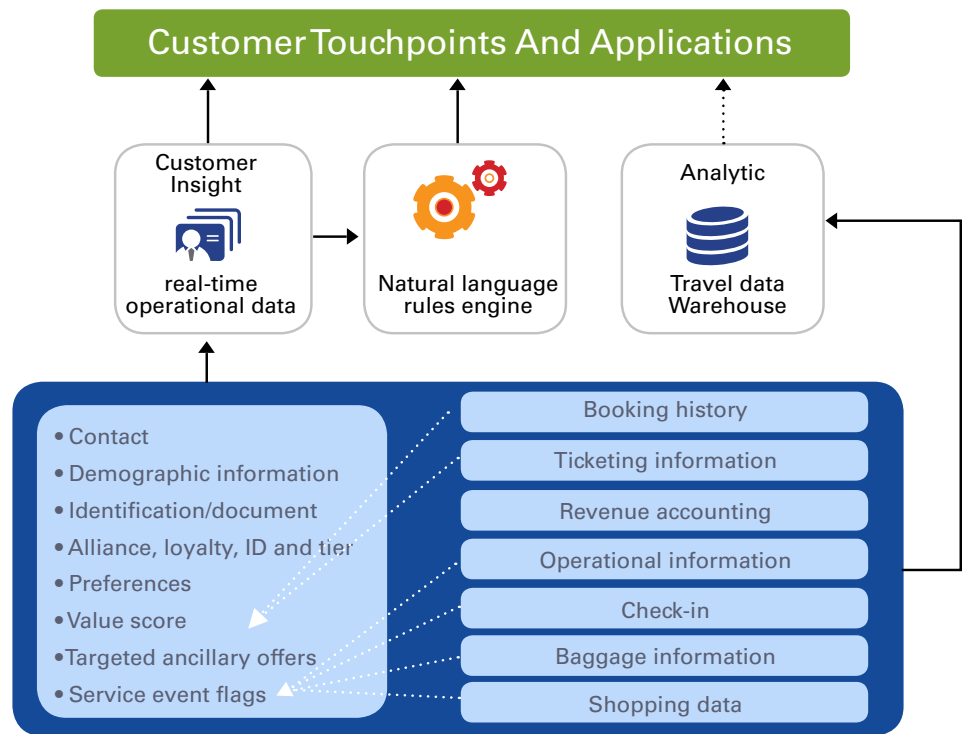 Customer Touchpoints And Applications
Customer
Insight
real-time
operational data
Natural language
rules engine
Analytic
Travel data
Warehouse
• Contact
• Demographic information
• Identification/document
• Alliance, loyalty, ID and tier
• Preferences
• Value score
• Targeted ancillary offers
• Service event flags
Booking history
Ticketing information
Revenue accounting
Operational information
Check-in
Baggage information
Shopping data